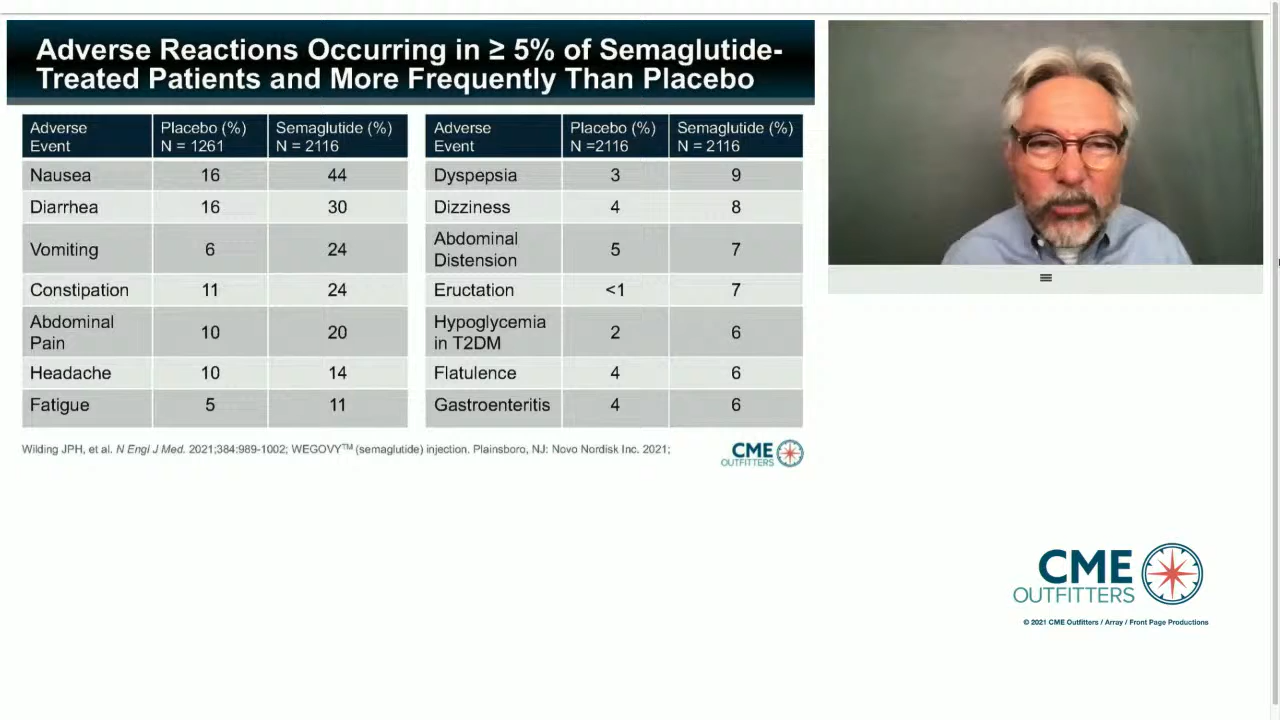 Adverse Reactions Occurring in ≥ 5% of Semaglutide-
Treated Patients and More Frequently Than Placebo
Adverse Event Placebo (%) N = 1261 Semaglutide (%) N = 2116
Nausea 16 44
Diarrhea 16 30
Vomiting 6 24
Constipation 11 24
Abdominal Pain 10 20
Headache 10 14
Fatigue 5 11
Adverse Event Placebo (%) N =2116 Semaglutide (%) N = 2116
Dyspepsia 3 9
Dizziness 4 8
Abdominal Distension 5 7
Eructation <1 7
Hypoglycemia in T2DM 2 6
Flatulence 4 6
Gastroenteritis 4 6
Wilding JPH, et al. N Engi J Med. 2021;384:989-1002; WEGOVY™ (semaglutide) injection. Plainsboro, NJ: Novo Nordisk Inc. 2021;
CME
OUTFITTERS
CME
OUTFITTERS
© 2021 CME Outfitters / Array / Front Page Productions